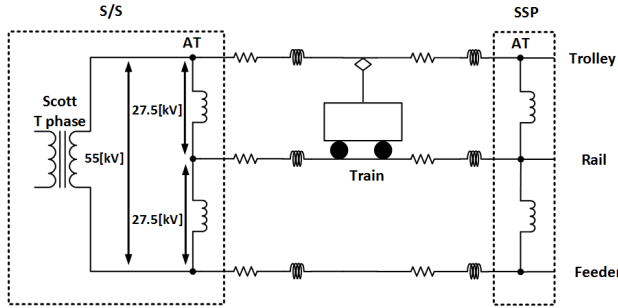 S/S
SSP
AT
AT
Trolley
Scott
T phase
27.5[kV]
55[kV]
Rail
Train
27.5[kV]
Feeder